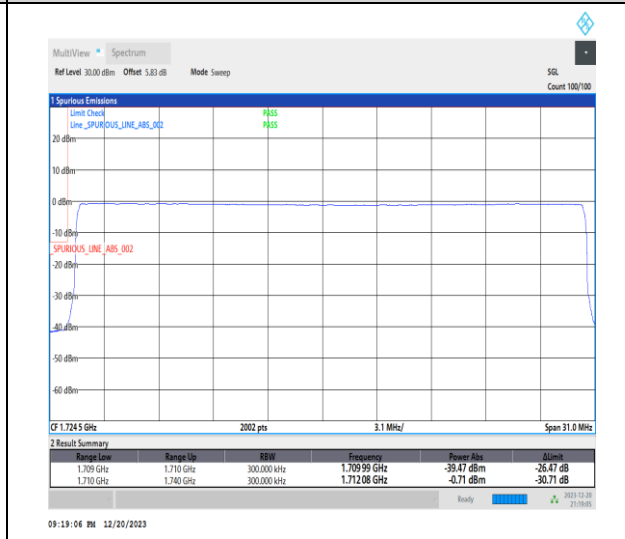 MultiView Spectrum
Ref Level 30.00 dBm Offset 5.83 dB Mode Sweep SGL
Count 100/100
1 Spurious Emissions
Limit Check PASS
Line _SPURIOUS_LINE_ABS_002 PASS
20 dBm
10 dBm
0 dBm
-10 dBm
_SPURIOUS_LINE_ABS_002
-20 dBm
-30 dBm
-40 dBm
-50 dBm
-60 dBm
CF 1.7245 GHz 2002 pts 3.1 MHz/ Span 31.0 MHz
2 Result Summary
Range Low Range Up RBW Frequency Power Abs ΔLimit
1.709 GHz 1.710 GHz 300.000 kHz 1.70999 GHz -39.47 dBm -26.47 dB
1.710 GHz 1.740 GHz 300.000 kHz 1.71208 GHz -0.71 dBm -30.71 dB
Ready 2023-12-20
21:19:05
09:19:06 PM 12/20/2023